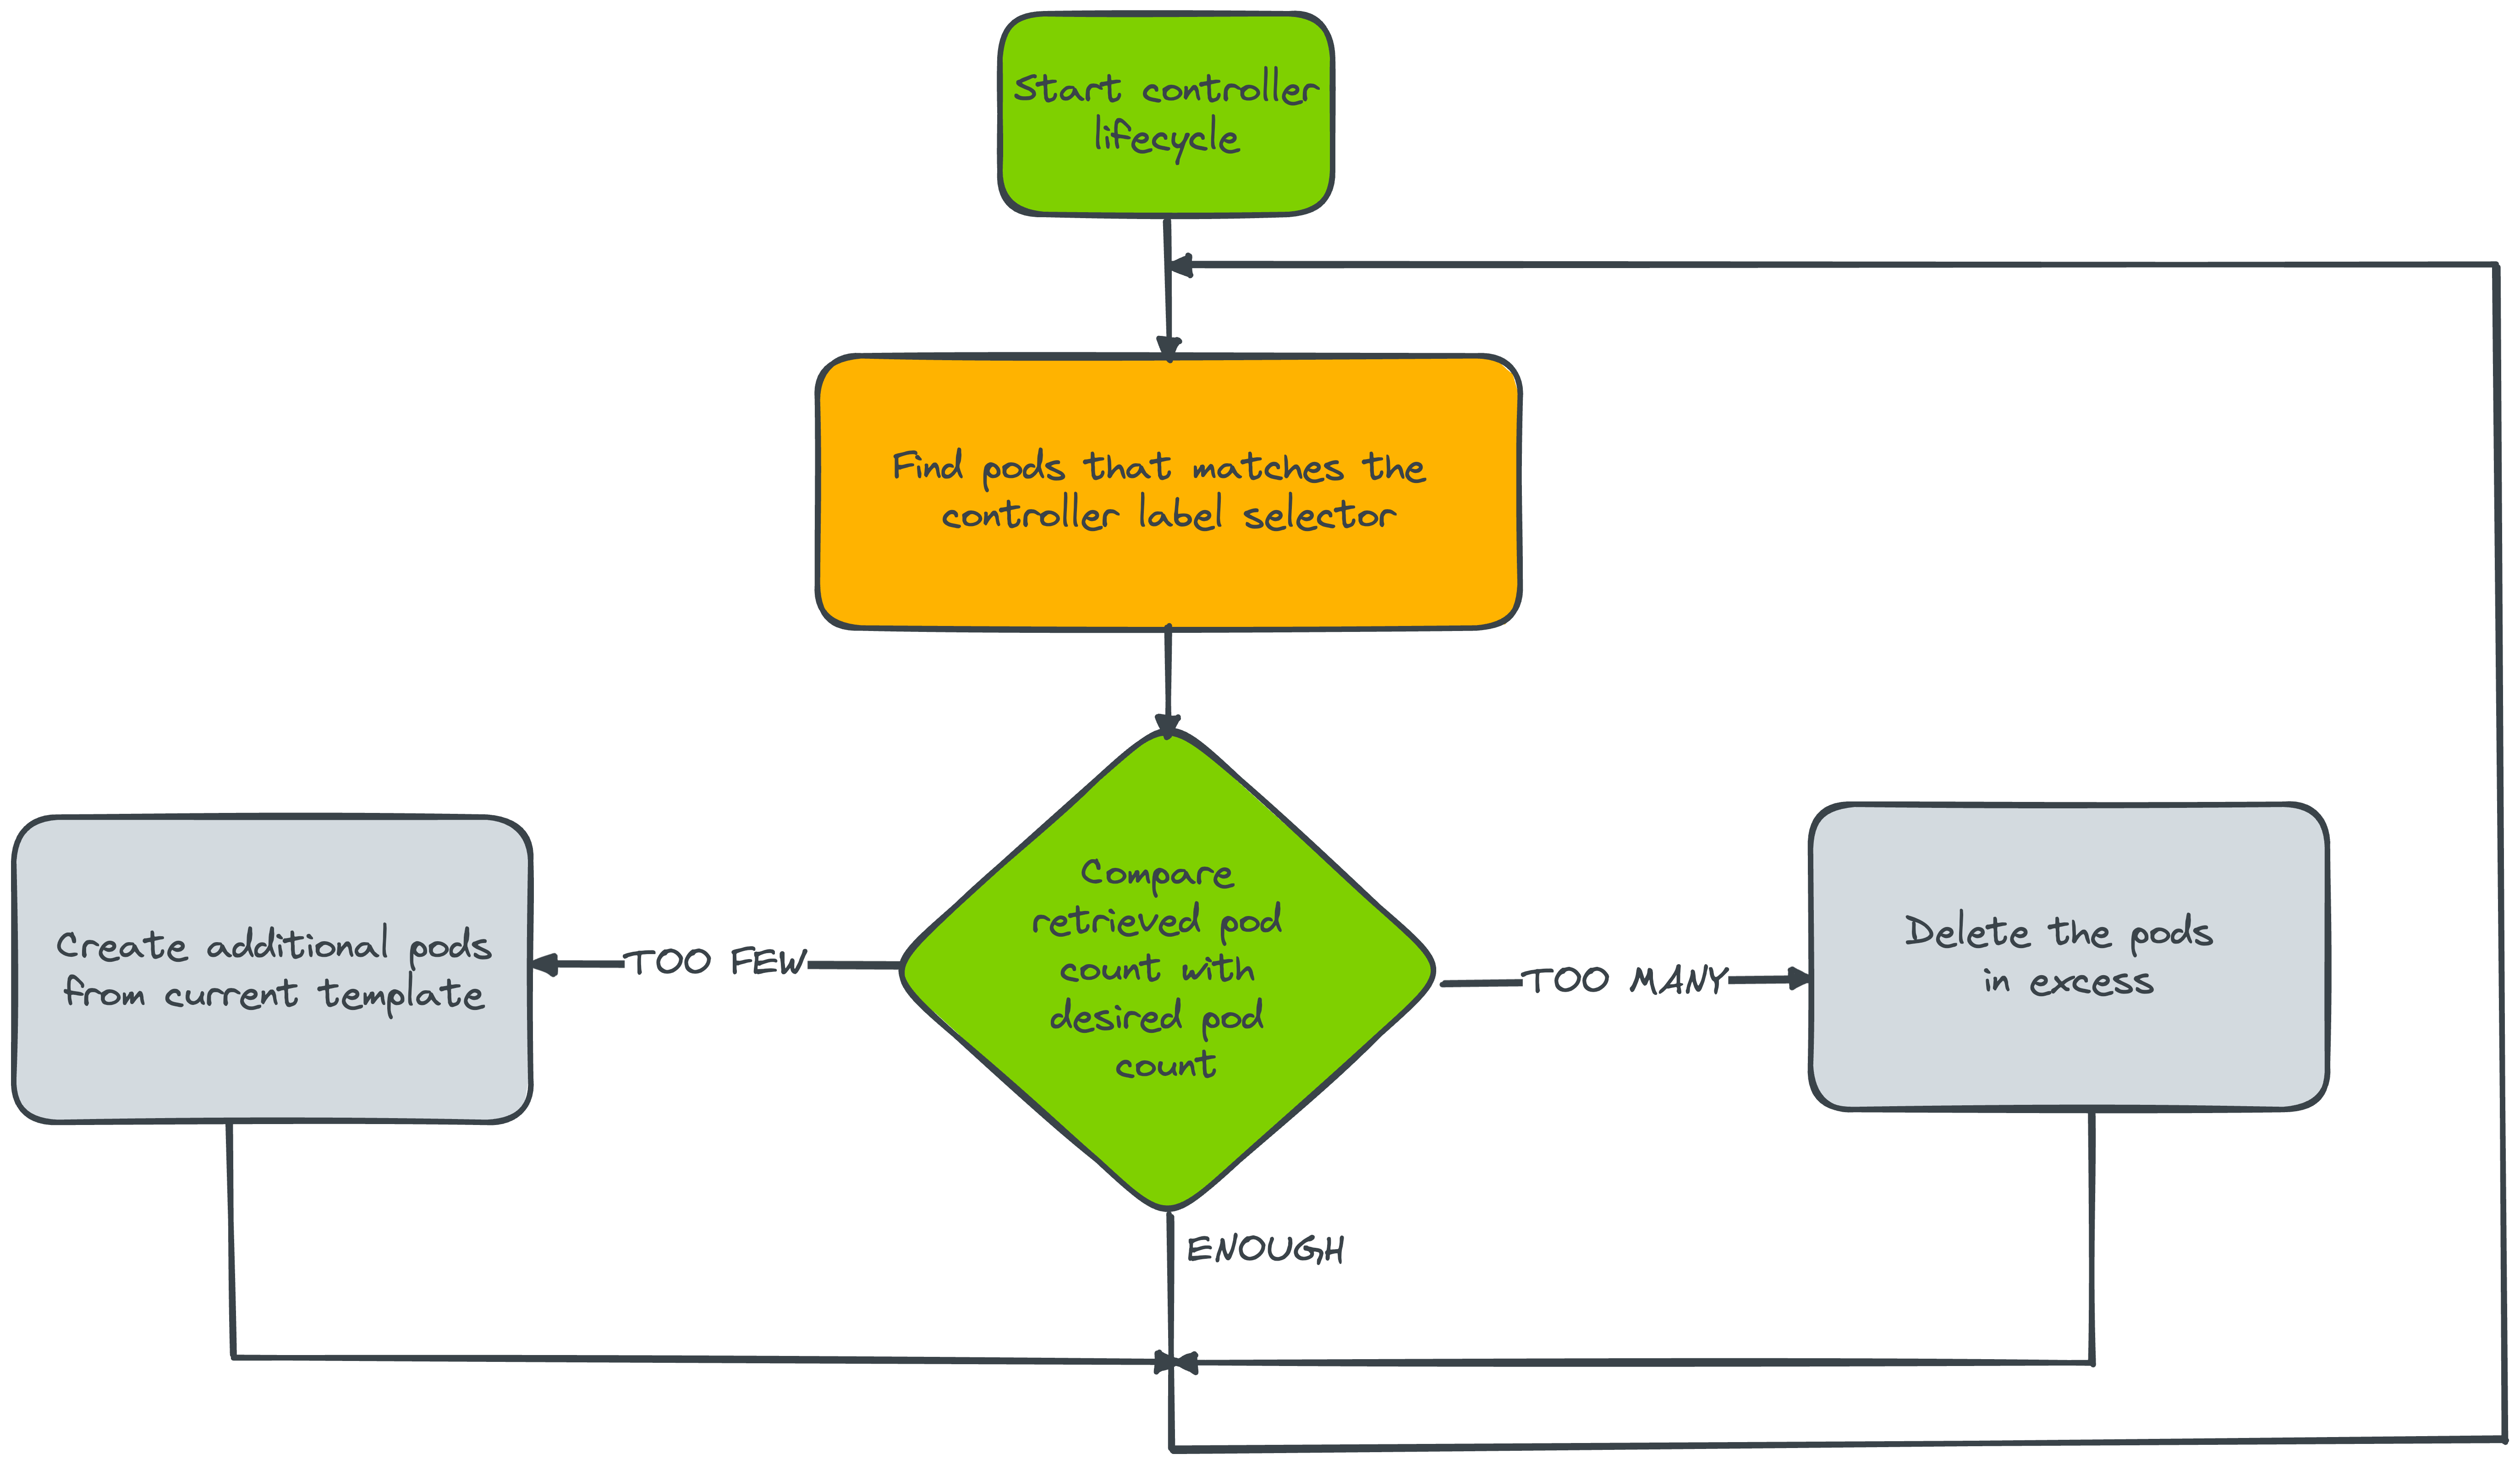 Start controller
lifecycle
Find pods that matches the
controller label selector
Compare
retrieved pod
count with
desired pod
count
Create additional pods
from current template
TOO FEW
TOO MANY
Delete the pods
in excess
ENOUGH